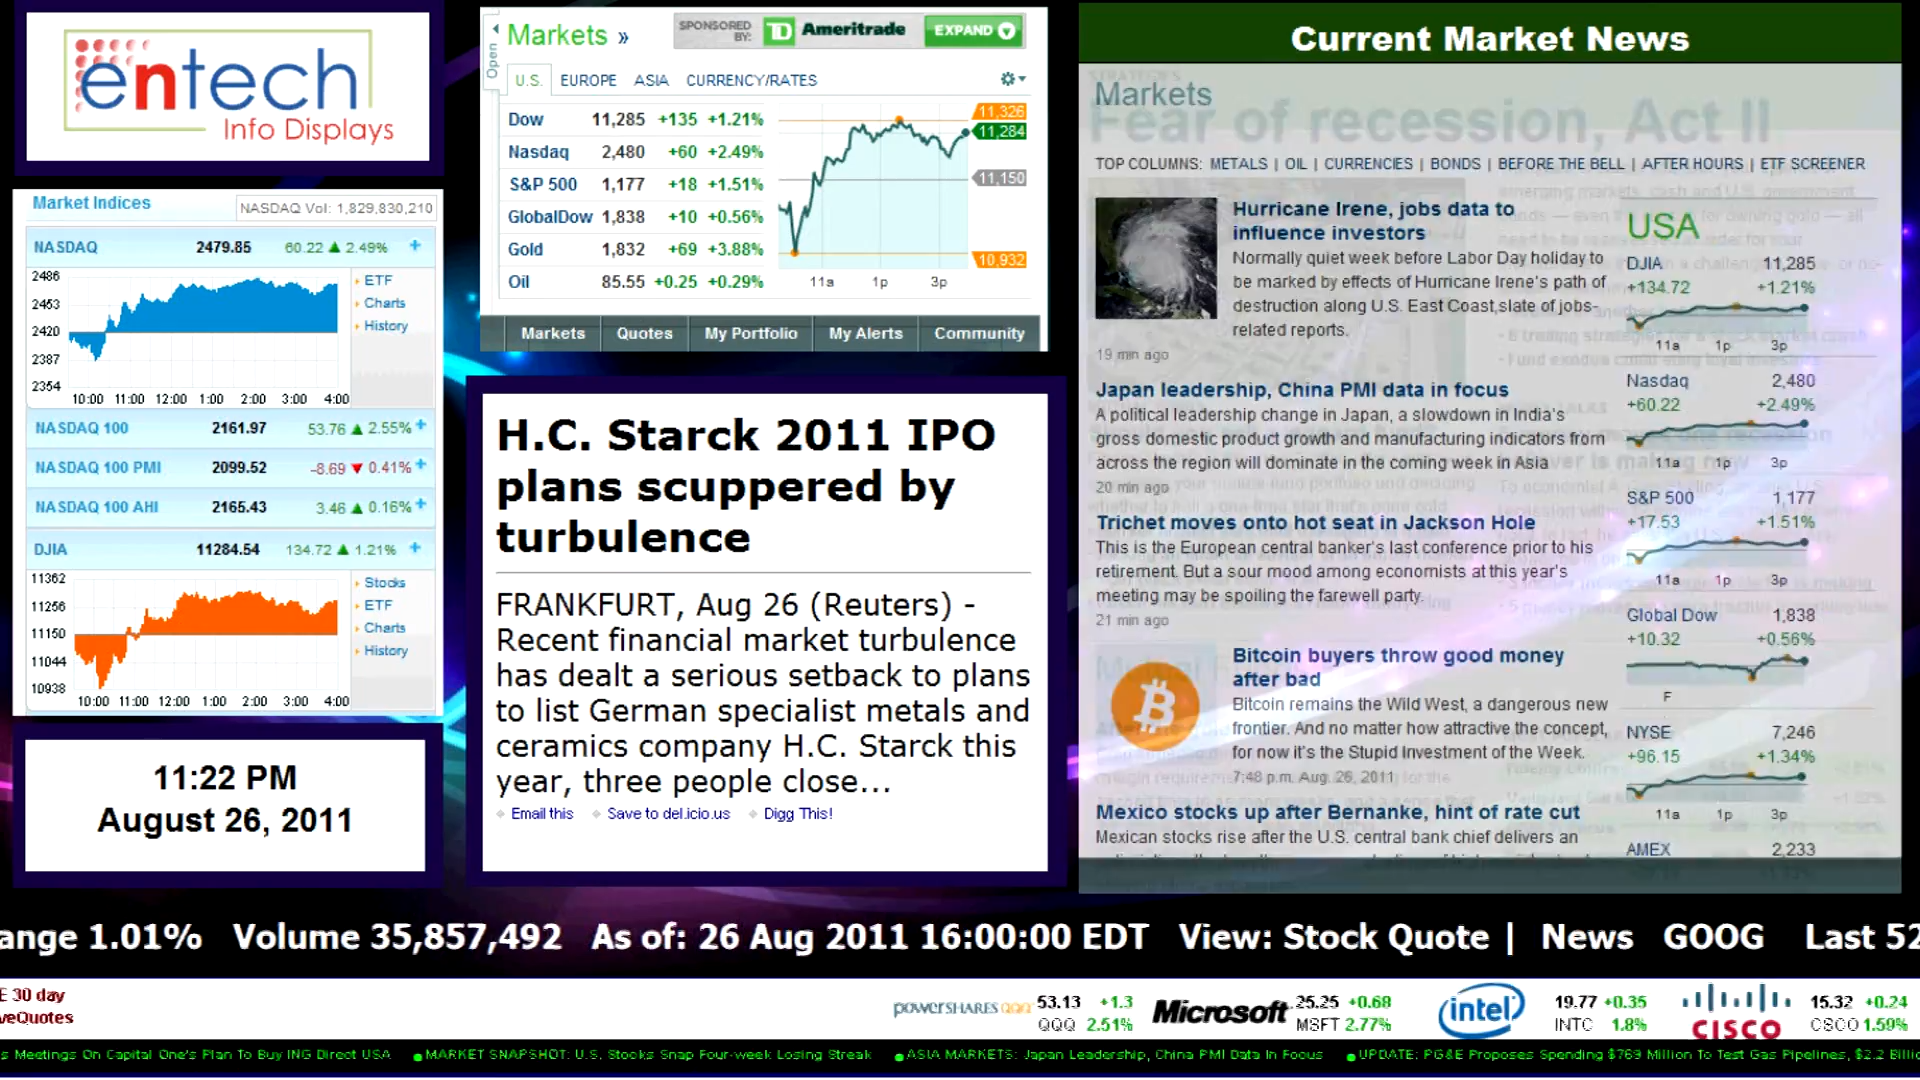 entech
Info Displays
Market Indices
NASDAQ Vol: 1,829,830,210
NASDAQ 2479.85 60.22 ▲ 2.49% +
2486
2463
2420
2387
2354
10:00 11:00 12:00 1:00 2:00 3:00 4:00
ETF
Charts
History
NASDAQ 100 2161.97 53.76 ▲ 2.55% +
NASDAQ 100 PMI 2099.52 -8.69 ▼ 0.41% +
NASDAQ 100 AHI 2165.43 3.46 ▲ 0.16% +
DJIA 11284.54 134.72 ▲ 1.21% +
11362
11256
11150
11044
10938
10:00 11:00 12:00 1:00 2:00 3:00 4:00
Stocks
ETF
Charts
History
11:22 PM
August 26, 2011
Open
Markets »
SPONSORED BY: TD Ameritrade
EXPAND
U.S. EUROPE ASIA CURRENCY/RATES
Dow 11,285 +135 +1.21%
Nasdaq 2,480 +60 +2.49%
S&P 500 1,177 +18 +1.51%
GlobalDow 1,838 +10 +0.56%
Gold 1,832 +69 +3.88%
Oil 85.55 +0.25 +0.29%
11,326
11,284
11,150
10,932
11a 1p 3p
Markets Quotes My Portfolio My Alerts Community
H.C. Starck 2011 IPO
plans scuppered by
turbulence
FRANKFURT, Aug 26 (Reuters) -
Recent financial market turbulence
has dealt a serious setback to plans
to list German specialist metals and
ceramics company H.C. Starck this
year, three people close...
Email this Save to del.icio.us Digg This!
Current Market News
Markets
Fear of recession, Act II
TOP COLUMNS: METALS | OIL | CURRENCIES | BONDS | BEFORE THE BELL | AFTER HOURS | ETF SCREENER
Hurricane Irene, jobs data to
influence investors
Normally quiet week before Labor Day holiday to
be marked by effects of Hurricane Irene's path of
destruction along U.S. East Coast,slate of jobs-
related reports.
19 min ago
Japan leadership, China PMI data in focus
A political leadership change in Japan, a slowdown in India's
gross domestic product growth and manufacturing indicators from
across the region will dominate in the coming week in Asia
20 min ago
Trichet moves onto hot seat in Jackson Hole
This is the European central banker's last conference prior to his
retirement. But a sour mood among economists at this year's
meeting may be spoiling the farewell party.
21 min ago
Bitcoin buyers throw good money
after bad
Bitcoin remains the Wild West, a dangerous new
frontier. And no matter how attractive the concept,
for now it's the Stupid Investment of the Week.
7:48 p.m. Aug. 26, 2011
Mexico stocks up after Bernanke, hint of rate cut
Mexican stocks rise after the U.S. central bank chief delivers an
USA
DJIA 11,285
+134.72 +1.21%
11a 1p 3p
Nasdaq 2,480
+60.22 +2.49%
11a 1p 3p
S&P 500 1,177
+17.53 +1.51%
11a 1p 3p
Global Dow 1,838
+10.32 +0.56%
F
NYSE 7,246
+96.15 +1.34%
11a 1p 3p
AMEX 2,233
ange 1.01% Volume 35,857,492 As of: 26 Aug 2011 16:00:00 EDT View: Stock Quote | News GOOG Last 52
E 30 day
veQuotes
POWERSHARES QQQ 53.13 +1.3
QQQ 2.51%
Microsoft 25.25 +0.68
MSFT 2.77%
intel 19.77 +0.35
INTC 1.8%
CISCO 15.32 +0.24
CSCO 1.59%
s Meetings On Capital One's Plan To Buy ING Direct USA MARKET SNAPSHOT: U.S. Stocks Snap Four-week Losing Streak ASIA MARKETS: Japan Leadership, China PMI Data In Focus UPDATE: PG&E Proposes Spending $769 Million To Test Gas Pipelines, $2.2 Billio